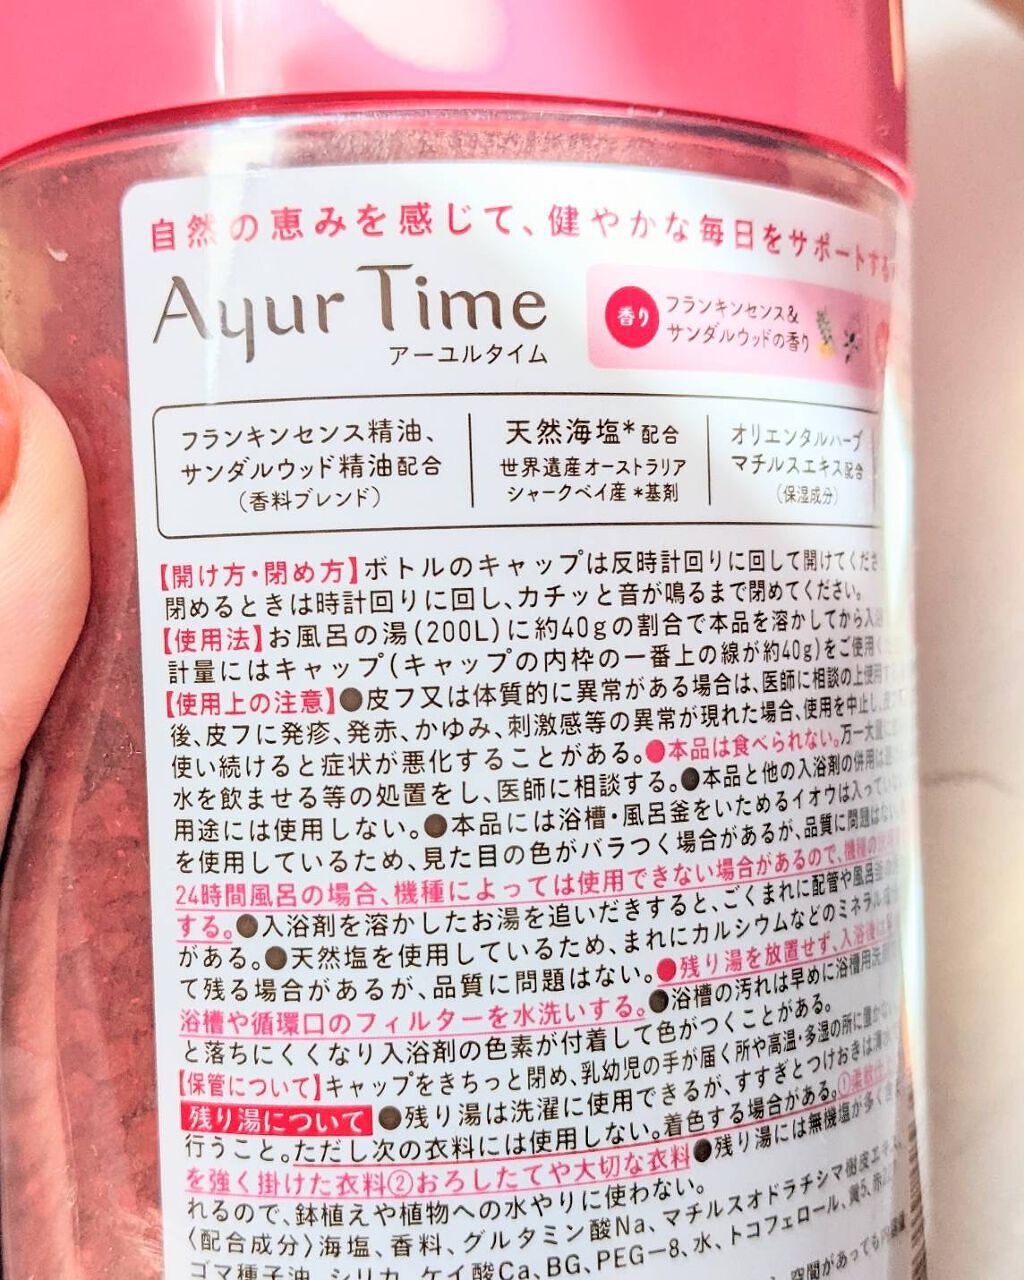 自然の恵みを感じて、健やかな毎日をサポートする
Ayur Time
アーユルタイム
香り
フランキンセンス&
サンダルウッドの香り
フランキンセンス精油、
サンダルウッド精油配合
(香料ブレンド)
天然海塩*配合
世界遺産オーストラリア
シャークベイ産 *基剤
オリエンタルハーブ
マチルスエキス配合
(保湿成分)
【開け方・閉め方】ボトルのキャップは反時計回りに回して開けてくださ
閉めるときは時計回りに回し、カチッと音が鳴るまで閉めてください。
【使用法】お風呂の湯(200L)に約40gの割合で本品を溶かしてから入浴
計量にはキャップ(キャップの内枠の一番上の線が約40g)をご使用く
【使用上の注意】●皮フ又は体質的に異常がある場合は、医師に相談の上使用
後、皮フに発疹、発赤、かゆみ、刺激感等の異常が現れた場合、使用を中止し、
使い続けると症状が悪化することがある。●本品は食べられない。万一大量に
水を飲ませる等の処置をし、医師に相談する。●本品と他の入浴剤の併用は
用途には使用しない。●本品には浴槽・風呂釜をいためるイオウは入っていない
を使用しているため、見た目の色がバラつく場合があるが、品質に問題はない。
24時間風呂の場合、機種によっては使用できない場合があるので、機種の
する。●入浴剤を溶かしたお湯を追いだきすると、ごくまれに配管や風呂釜
がある。●天然塩を使用しているため、まれにカルシウムなどのミネラル
て残る場合があるが、品質に問題はない。●残り湯を放置せず、入浴後は
浴槽や循環口のフィルターを水洗いする。●浴槽の汚れは早めに浴槽用洗
と落ちにくくなり入浴剤の色素が付着して色がつくことがある。
【保管について】キャップをきちっと閉め、乳幼児の手が届く所や高温・多湿の所に置かない
残り湯について ●残り湯は洗濯に使用できるが、すすぎとつけおきは清水
行うこと。ただし次の衣料には使用しない。着色する場合がある。①柔軟
を強く掛けた衣料②おろしたてや大切な衣料●残り湯には無機塩が多く含
れるので、鉢植えや植物への水やりに使わない。
〈配合成分〉海塩、香料、グルタミン酸Na、マチルスオドラチシマ樹皮エキス、
ゴマ種子油、シリカ、ケイ酸Ca、BG、PEG－8、水、トコフェロール、黄5、赤
空間があっても